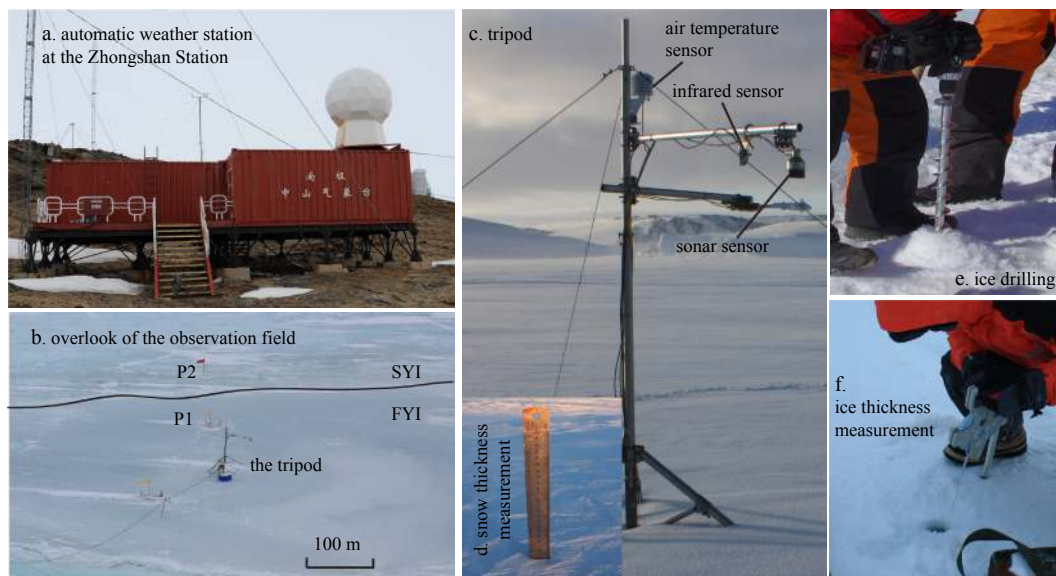 a. automatic weather station
at the Zhongshan Station
南极
中山气象台
b. overlook of the observation field
P2
SYI
P1
FYI
the tripod
100 m
c. tripod
air temperature
sensor
infrared sensor
sonar sensor
d. snow thickness
measurement
e. ice drilling
f.
ice thickness
measurement